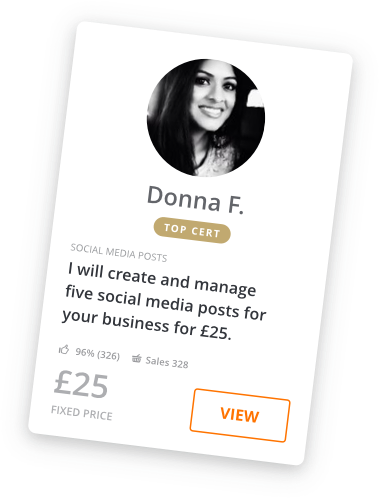 Donna F.
TOP CERT
SOCIAL MEDIA POSTS
I will create and manage
five social media posts for
your business for £25.
96% (326) Sales 328
£25
FIXED PRICE
VIEW